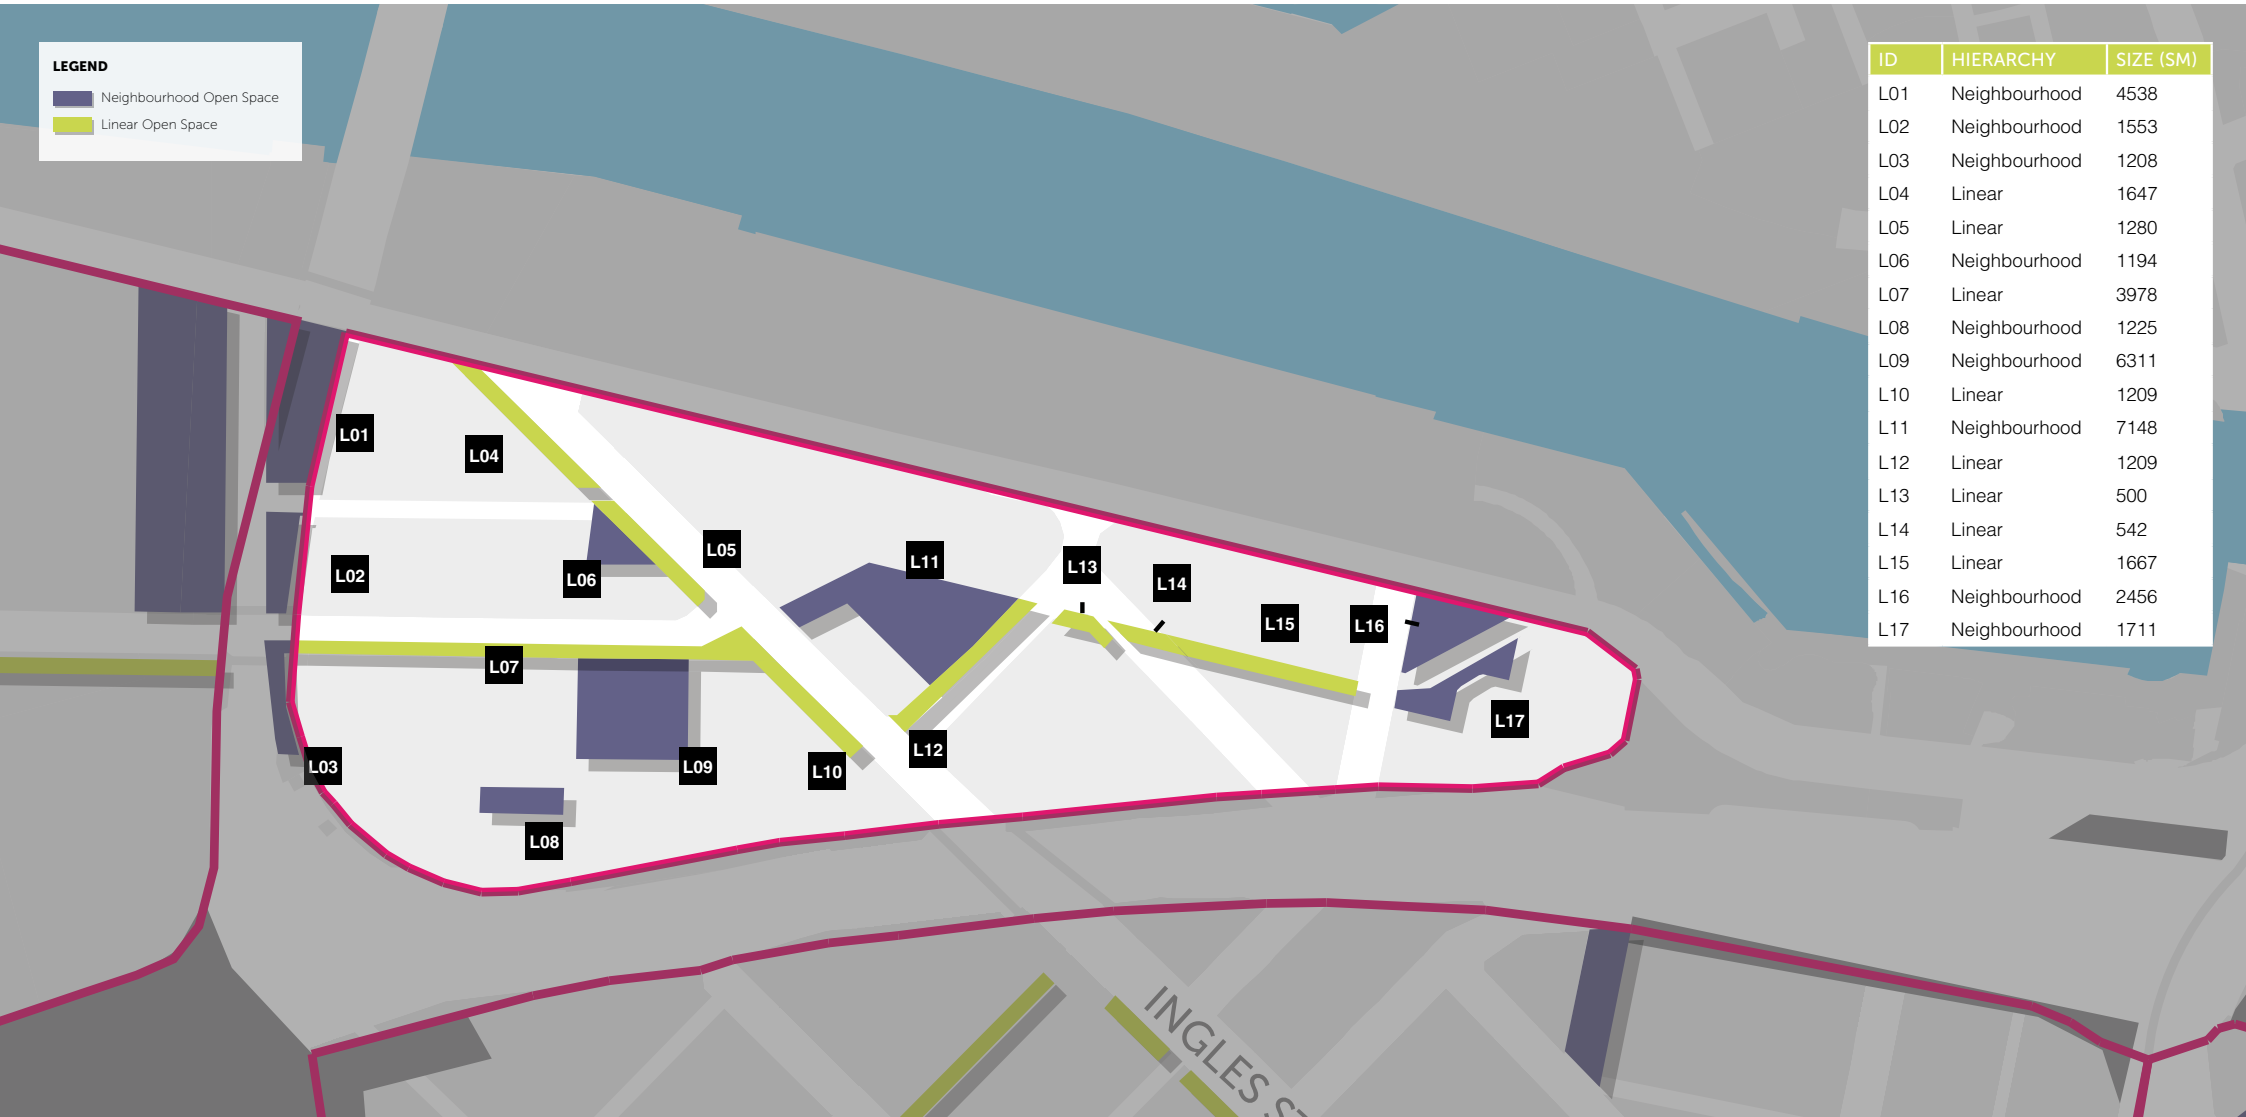 LEGEND
Neighbourhood Open Space
Linear Open Space
ID HIERARCHY SIZE (SM)
L01 Neighbourhood 4538
L02 Neighbourhood 1553
L03 Neighbourhood 1208
L04 Linear 1647
L05 Linear 1280
L06 Neighbourhood 1194
L07 Linear 3978
L08 Neighbourhood 1225
L09 Neighbourhood 6311
L10 Linear 1209
L11 Neighbourhood 7148
L12 Linear 1209
L13 Linear 500
L14 Linear 542
L15 Linear 1667
L16 Neighbourhood 2456
L17 Neighbourhood 1711
L01
L04
L05
L11
L13
L02
L06
L14
L15
L16
L07
L17
L12
L03
L09
L10
L08
INGLES